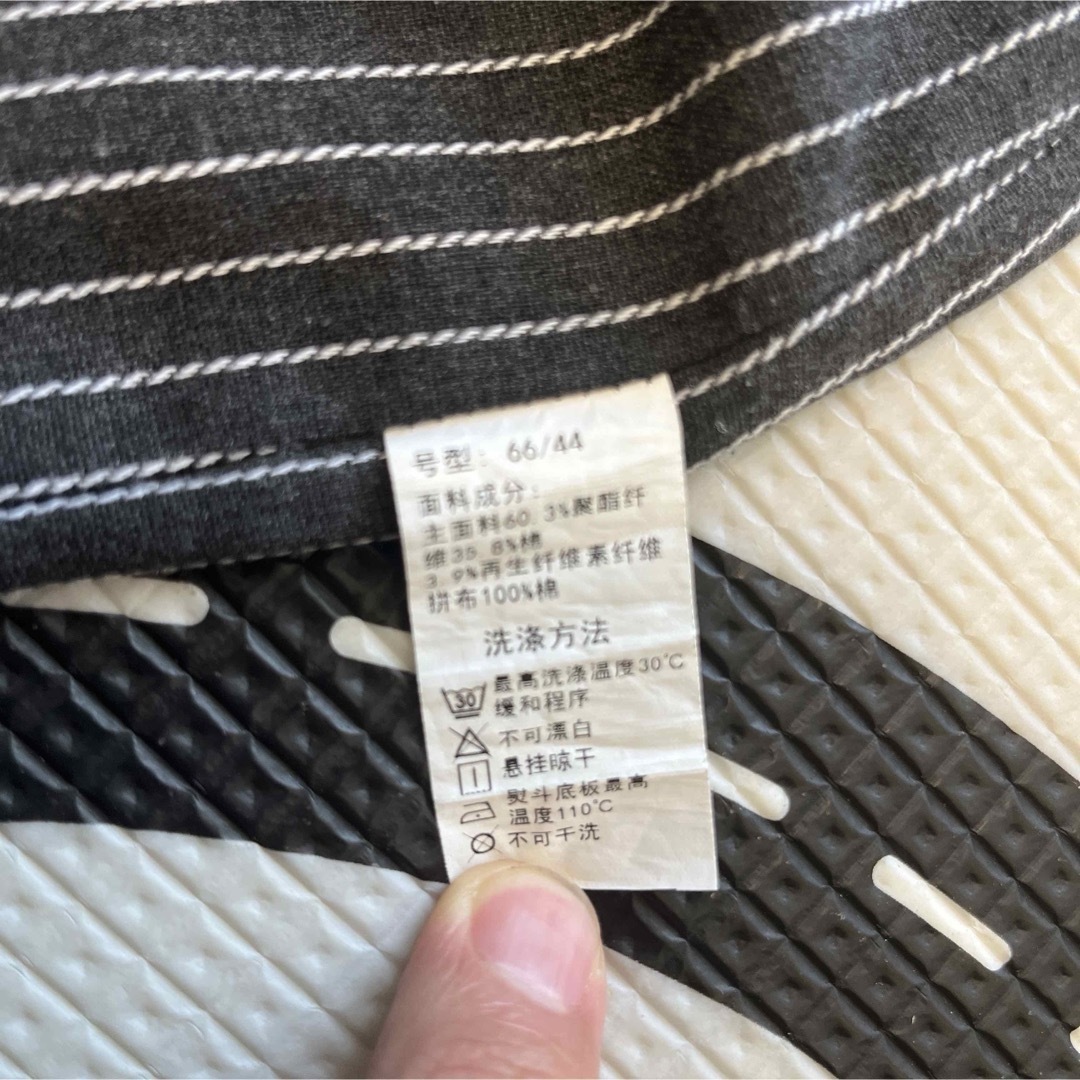 号型: 66/44
面料成分:
主面料60.3%聚酯纤
维35.8%棉
3.9%再生纤维素纤维
拼布100%棉
洗涤方法
30 最高洗涤温度30℃
缓和程序
不可漂白
悬挂晾干
熨斗底板最高
温度110℃
不可干洗